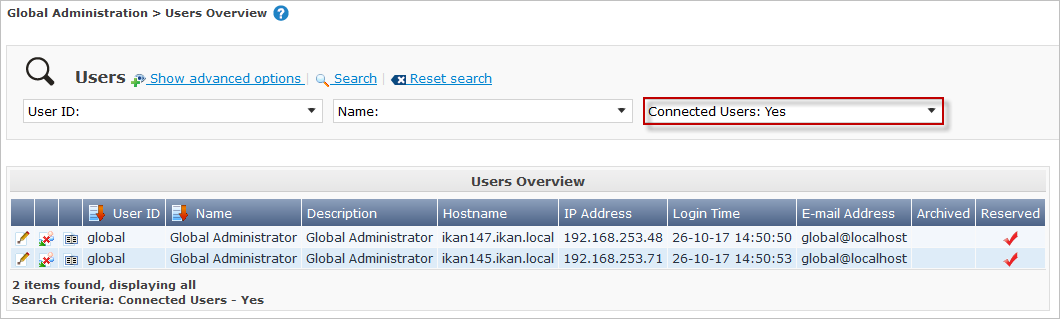 Global Administration > Users Overview ?
Users Show advanced options | Search | Reset search
User ID: Name: Connected Users: Yes
Users Overview
User ID Name Description Hostname IP Address Login Time E-mail Address Archived Reserved
global Global Administrator Global Administrator ikan147.ikan.local 192.168.253.48 26-10-17 14:50:50 global@localhost
global Global Administrator Global Administrator ikan145.ikan.local 192.168.253.71 26-10-17 14:50:53 global@localhost
2 items found, displaying all
Search Criteria: Connected Users - Yes